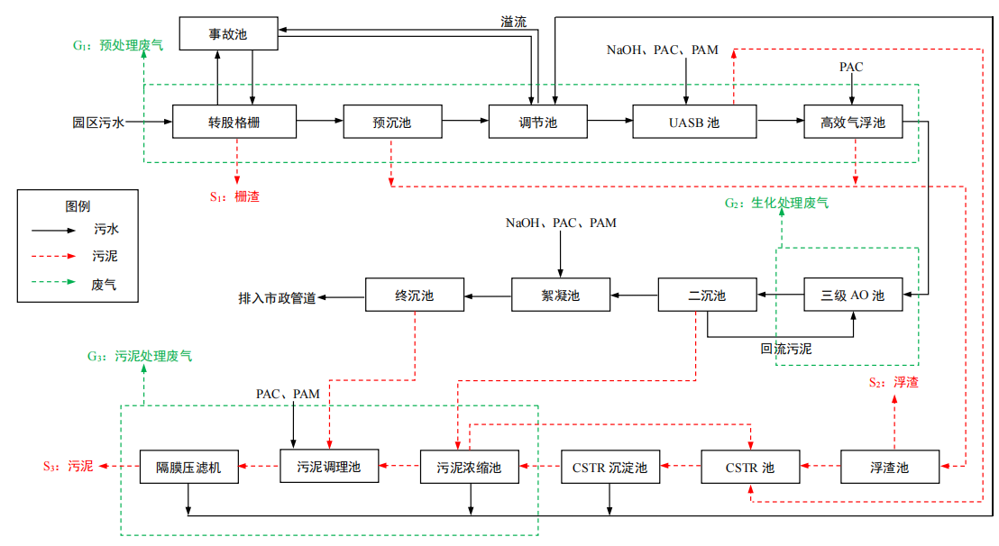 事故池
溢流
G₁：预处理废气
NaOH、PAC、PAM
PAC
园区污水
转股格栅
预沉池
调节池
UASB 池
高效气浮池
S₁：栅渣
图例
污水
污泥
废气
G₂：生化处理废气
NaOH、PAC、PAM
排入市政管道
终沉池
絮凝池
二沉池
三级 AO 池
回流污泥
G₃：污泥处理废气
S₂：浮渣
PAC、PAM
S₃：污泥
隔膜压滤机
污泥调理池
污泥浓缩池
CSTR 沉淀池
CSTR 池
浮渣池